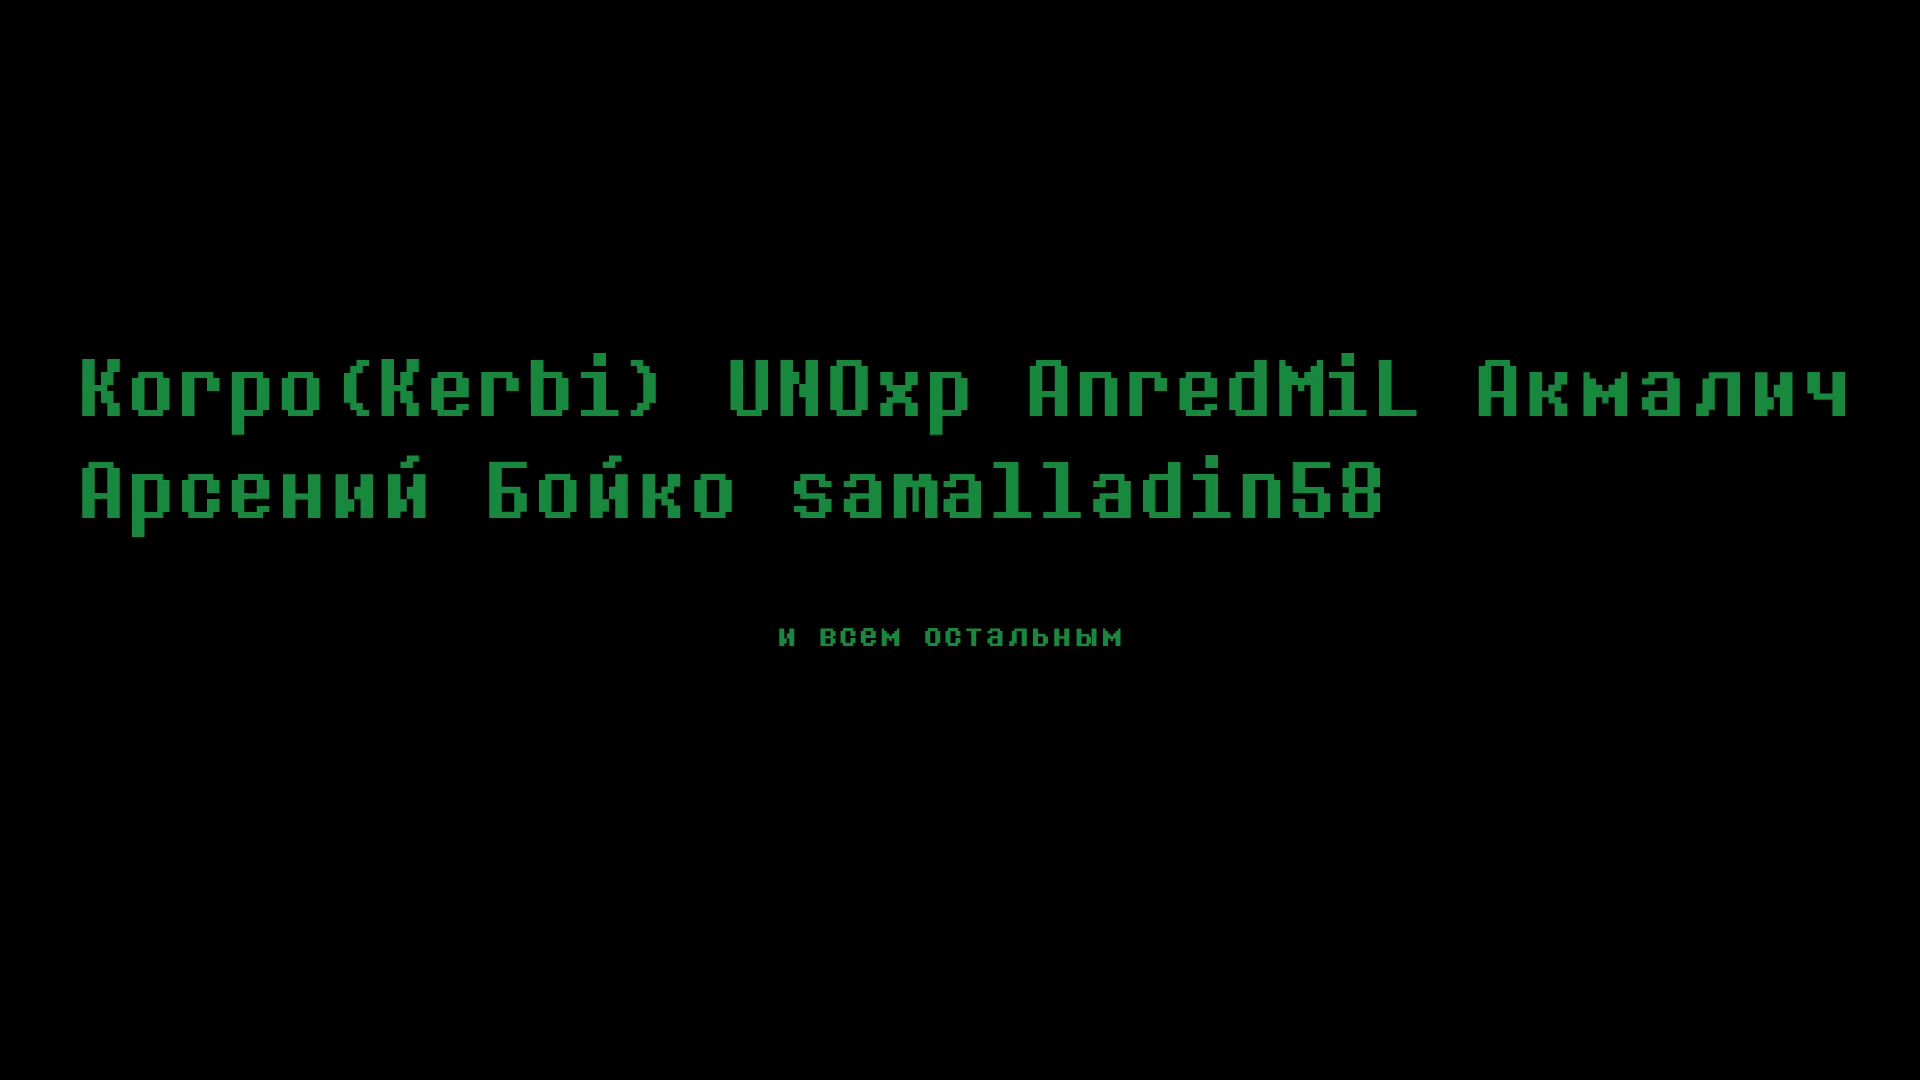 Korpo(Kerbi) UNOxp AnredMiL Акмалич
Арсений Бойко samalladin58
и всем остальным